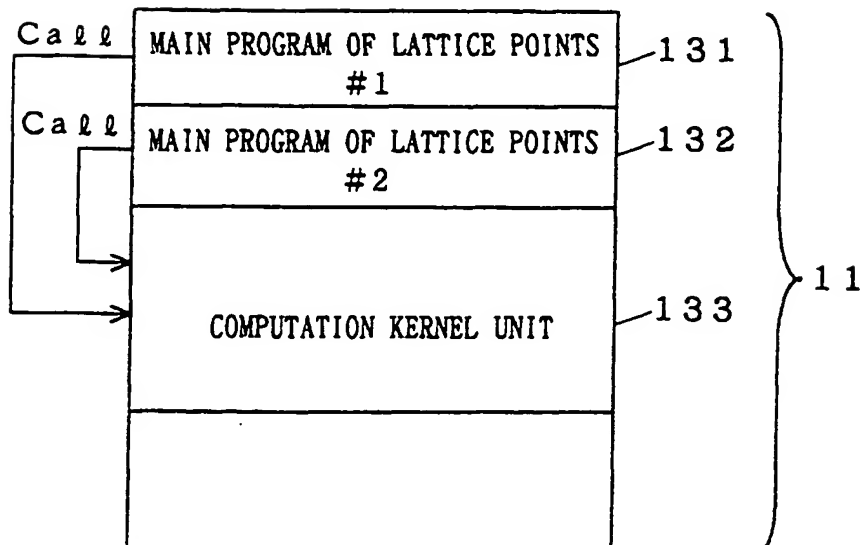 Call
MAIN PROGRAM OF LATTICE POINTS
#1
131
Call
MAIN PROGRAM OF LATTICE POINTS
#2
132
11
COMPUTATION KERNEL UNIT
133